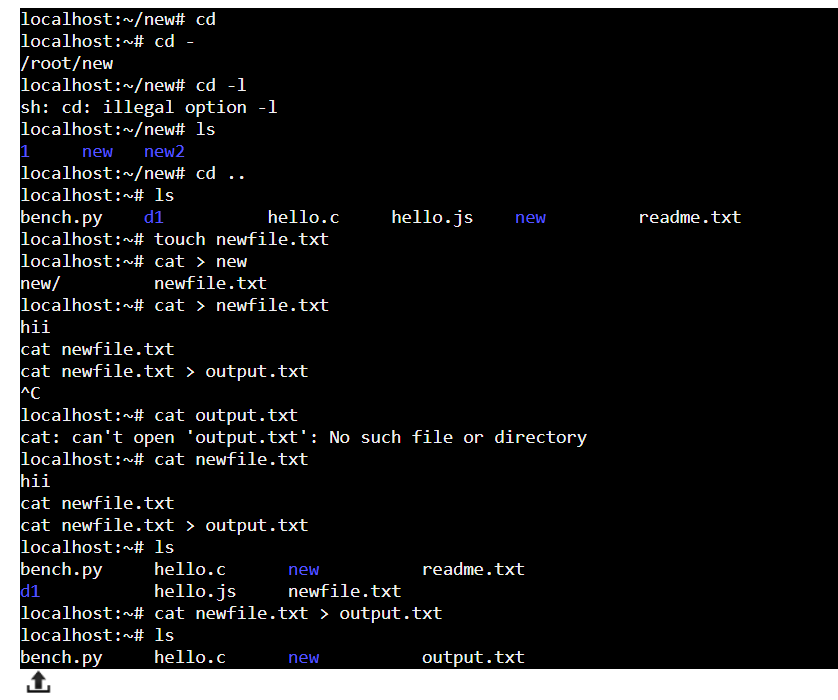 localhost:~/new# cd
localhost:~# cd -
/root/new
localhost:~/new# cd -l
sh: cd: illegal option -l
localhost:~/new# ls
1     new   new2
localhost:~/new# cd ..
localhost:~# ls
bench.py    d1          hello.c     hello.js    new         readme.txt
localhost:~# touch newfile.txt
localhost:~# cat > new
new/         newfile.txt
localhost:~# cat > newfile.txt
hii
cat newfile.txt
cat newfile.txt > output.txt
^C
localhost:~# cat output.txt
cat: can't open 'output.txt': No such file or directory
localhost:~# cat newfile.txt
hii
cat newfile.txt
cat newfile.txt > output.txt
localhost:~# ls
bench.py     hello.c      new          readme.txt
d1           hello.js     newfile.txt
localhost:~# cat newfile.txt > output.txt
localhost:~# ls
bench.py     hello.c      new          output.txt